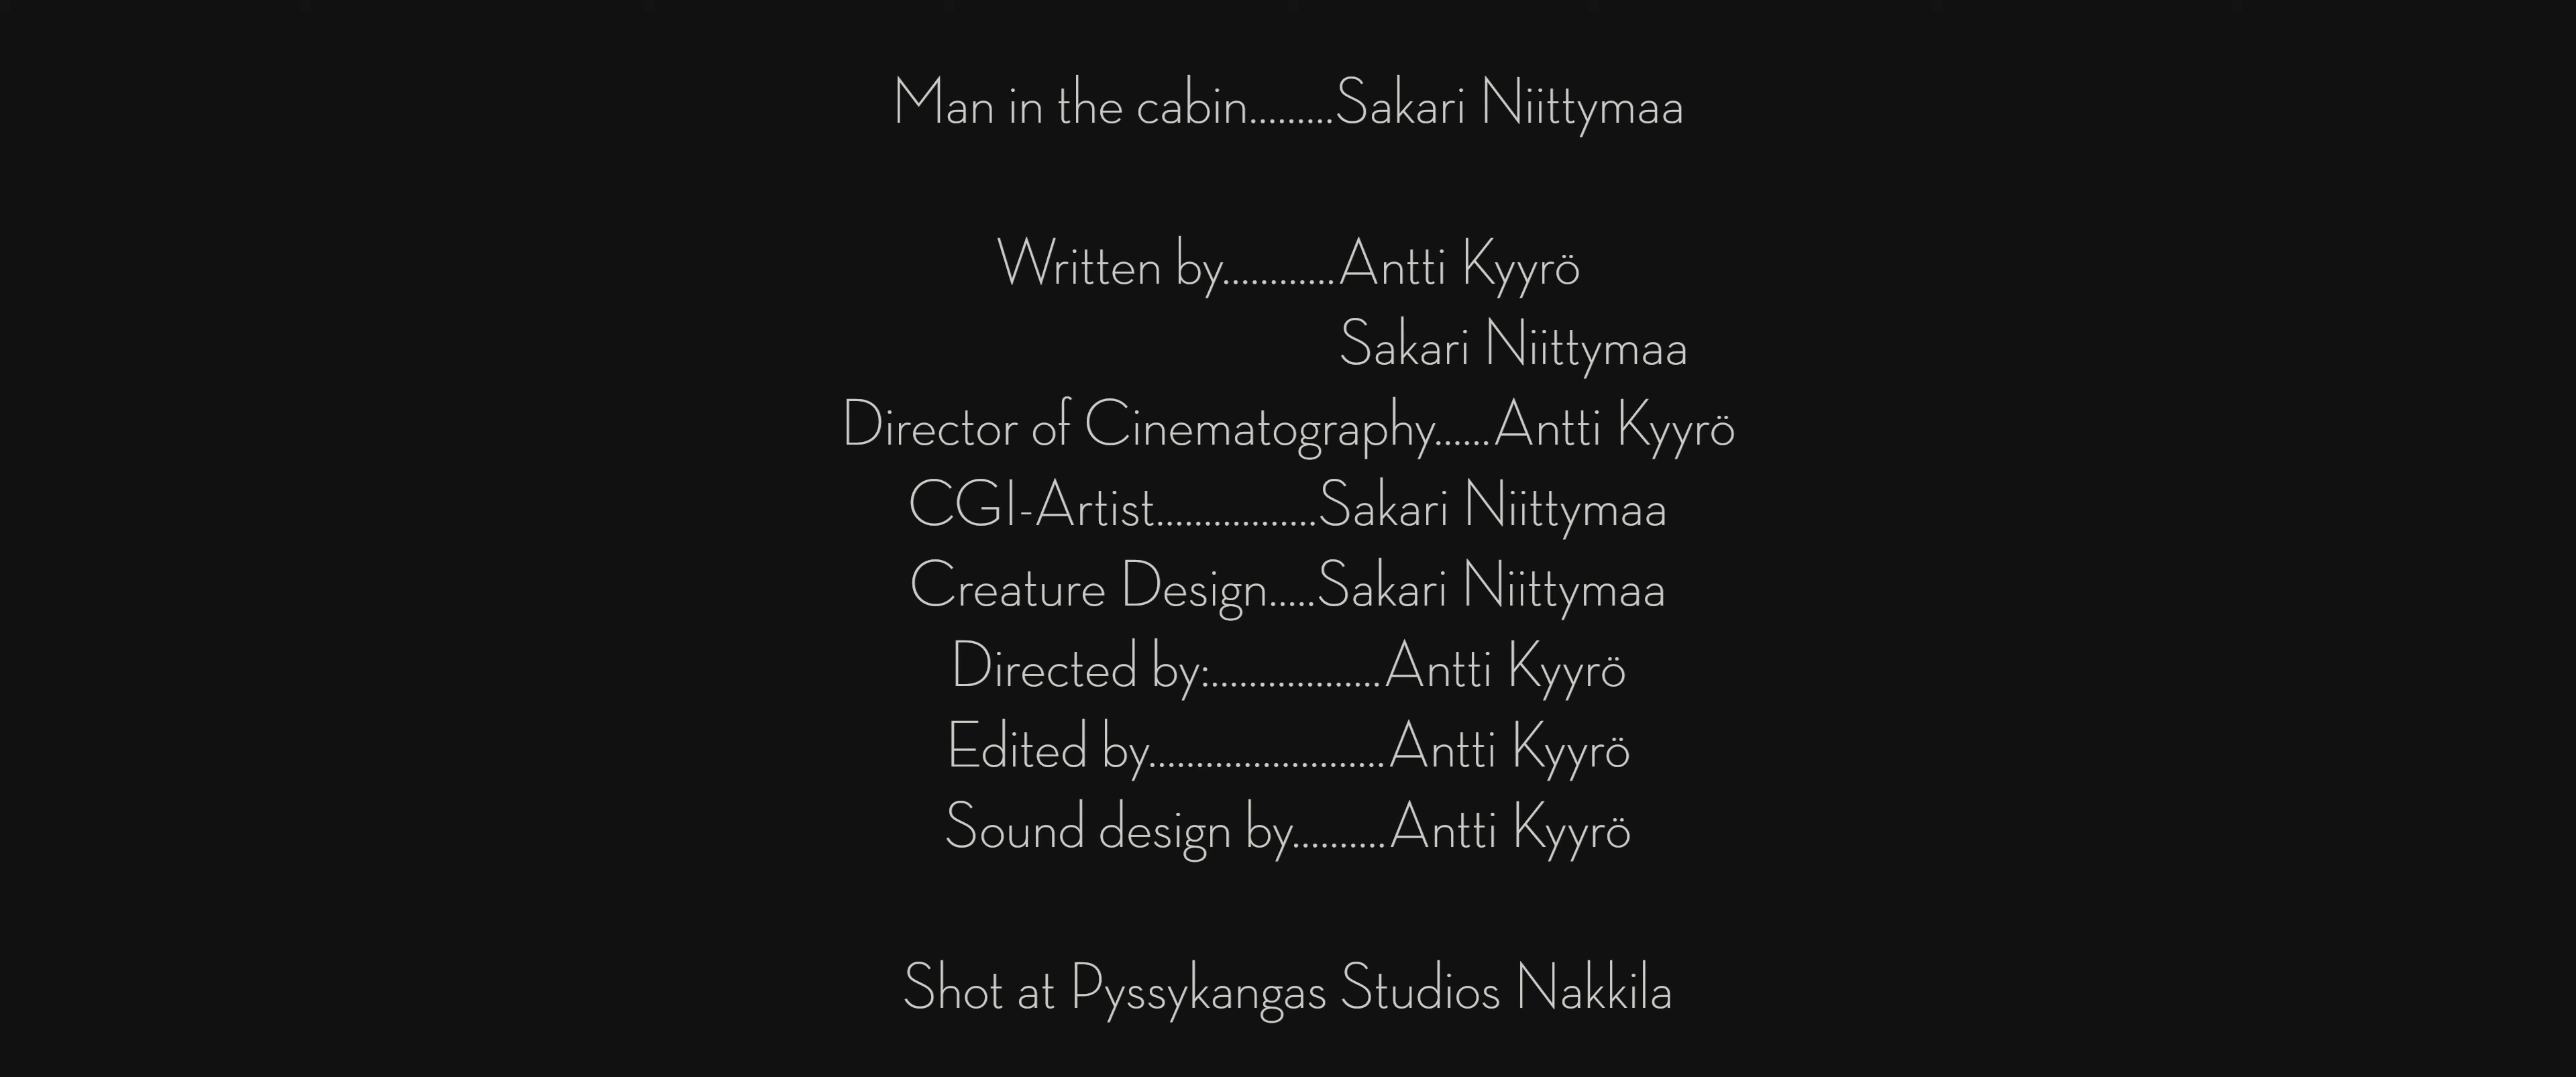 Man in the cabin.........Sakari Niittymaa
Written by............Antti Kyyrö
Sakari Niittymaa
Director of Cinematography......Antti Kyyrö
CGI-Artist.................Sakari Niittymaa
Creature Design.....Sakari Niittymaa
Directed by:..................Antti Kyyrö
Edited by.........................Antti Kyyrö
Sound design by..........Antti Kyyrö
Shot at Pyssykangas Studios Nakkila